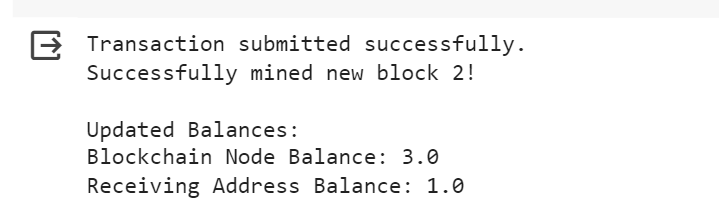 Transaction submitted successfully.
Successfully mined new block 2!
Updated Balances:
Blockchain Node Balance: 3.0
Receiving Address Balance: 1.0